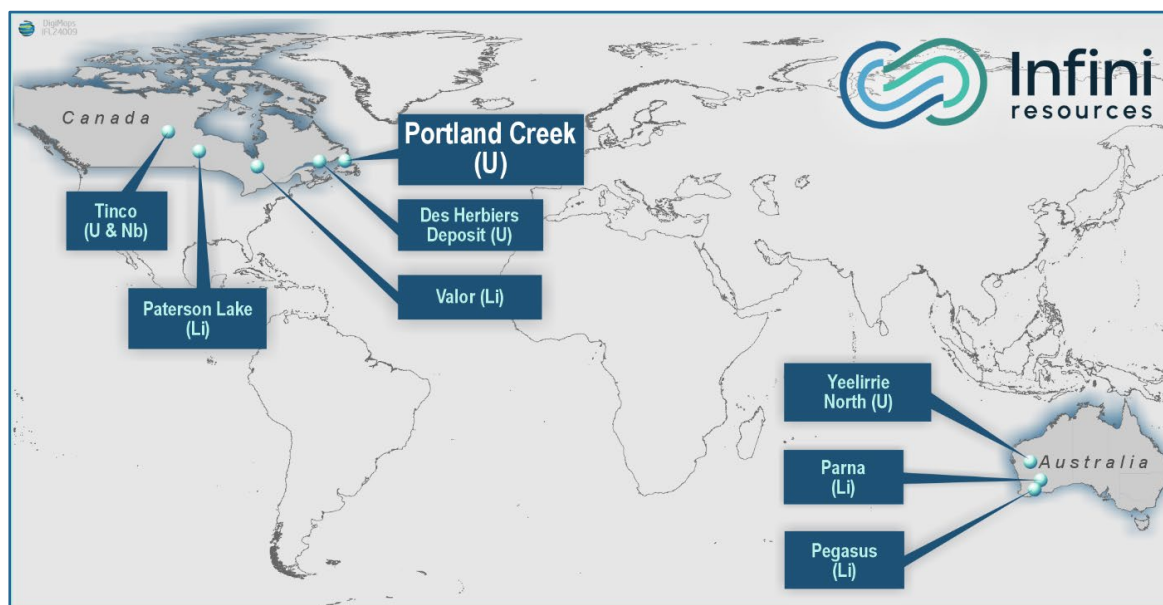 DigiMaps
IFL24009
Infini
resources
Canada
Portland Creek
(U)
Tinco
(U & Nb)
Des Herbiers
Deposit (U)
Paterson Lake
(Li)
Valor (Li)
Yeelirrie
North (U)
Australia
Parna
(Li)
Pegasus
(Li)